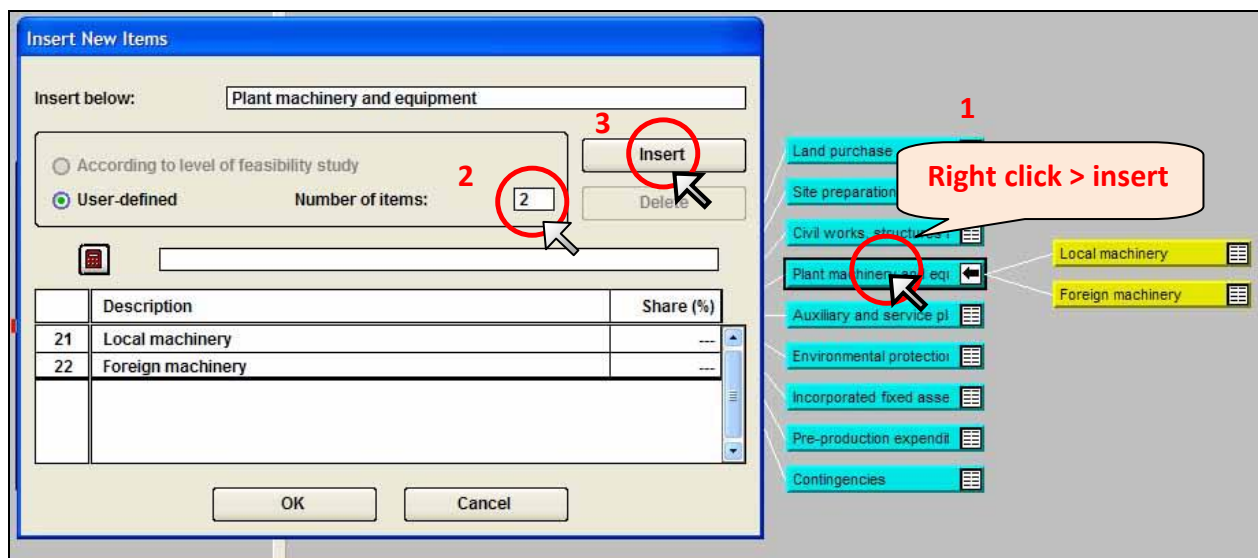 Insert New Items
Insert below: Plant machinery and equipment
According to level of feasibility study
User-defined Number of items: 2
3
Insert
2
Delete
Description Share (%)
21 Local machinery ---
22 Foreign machinery ---
OK Cancel
1
Right click > insert
Land purchase
Site preparation
Civil works, structures
Plant machinery and equ
Auxiliary and service pl
Environmental protection
Incorporated fixed asse
Pre-production expendit
Contingencies
Local machinery
Foreign machinery